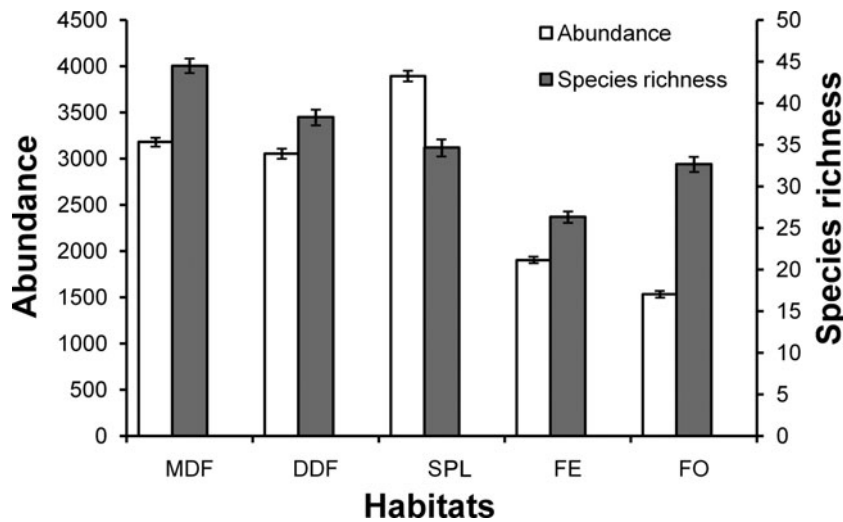 4500
4000
3500
3000
2500
2000
1500
1000
500
0
Abundance
50
45
40
35
30
25
20
15
10
5
0
Species richness
Abundance
Species richness
MDF
DDF
SPL
FE
FO
Habitats